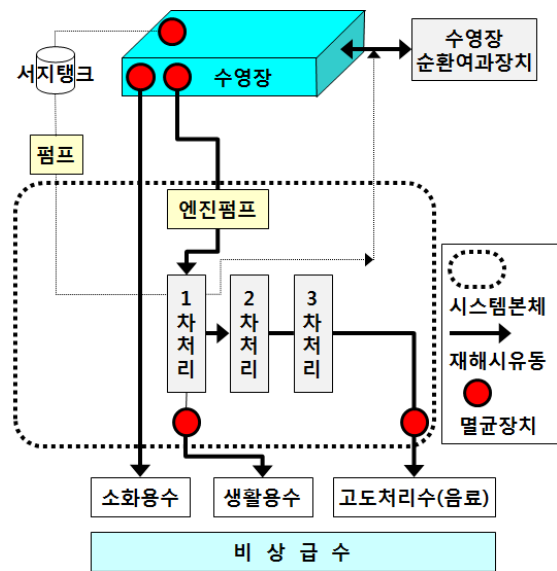 수영장
서지탱크
수영장
순환여과장치
펌프
엔진펌프
1
차
처
리
2
차
처
리
3
차
처
리
시스템본체
재해시유동
멸균장치
소화용수
생활용수
고도처리수(음료)
비 상 급 수